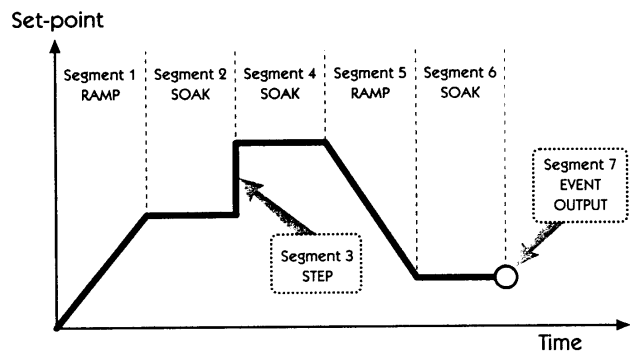 Set-point
Segment 1
RAMP
Segment 2
SOAK
Segment 4
SOAK
Segment 5
RAMP
Segment 6
SOAK
Segment 7
EVENT
OUTPUT
Segment 3
STEP
Time